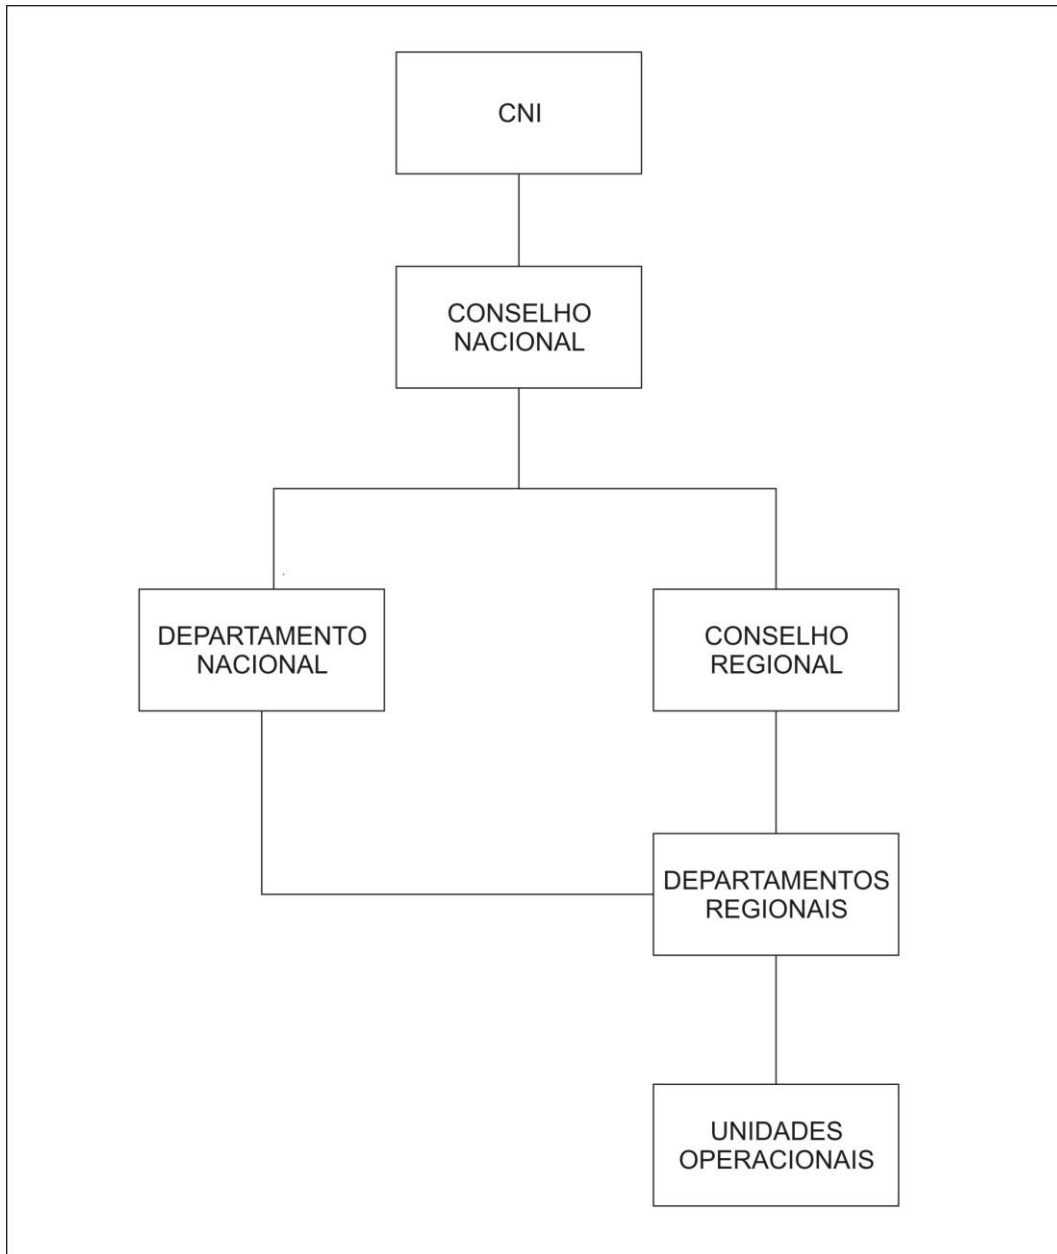 CNI
CONSELHO
NACIONAL
DEPARTAMENTO
NACIONAL
CONSELHO
REGIONAL
DEPARTAMENTOS
REGIONAIS
UNIDADES
OPERACIONAIS